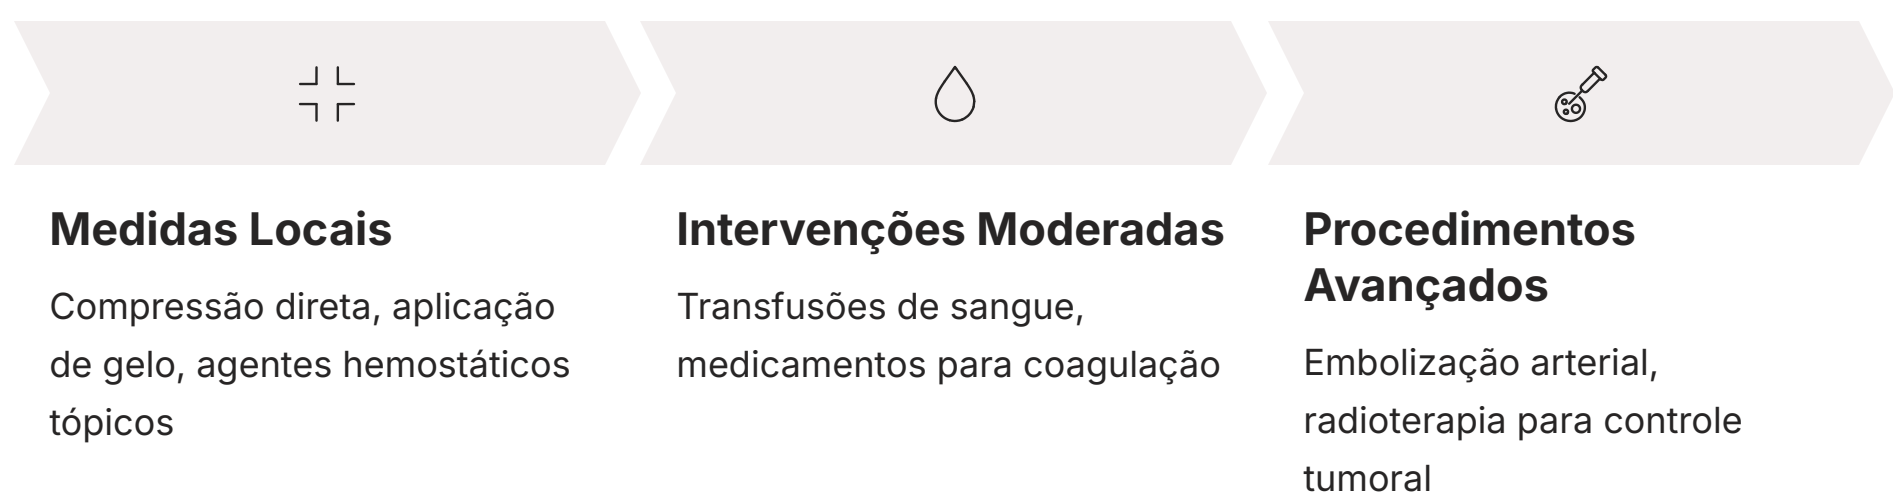 Medidas Locais
Compressão direta, aplicação
de gelo, agentes hemostáticos
tópicos
Intervenções Moderadas
Transfusões de sangue,
medicamentos para coagulação
Procedimentos
Avançados
Embolização arterial,
radioterapia para controle
tumoral